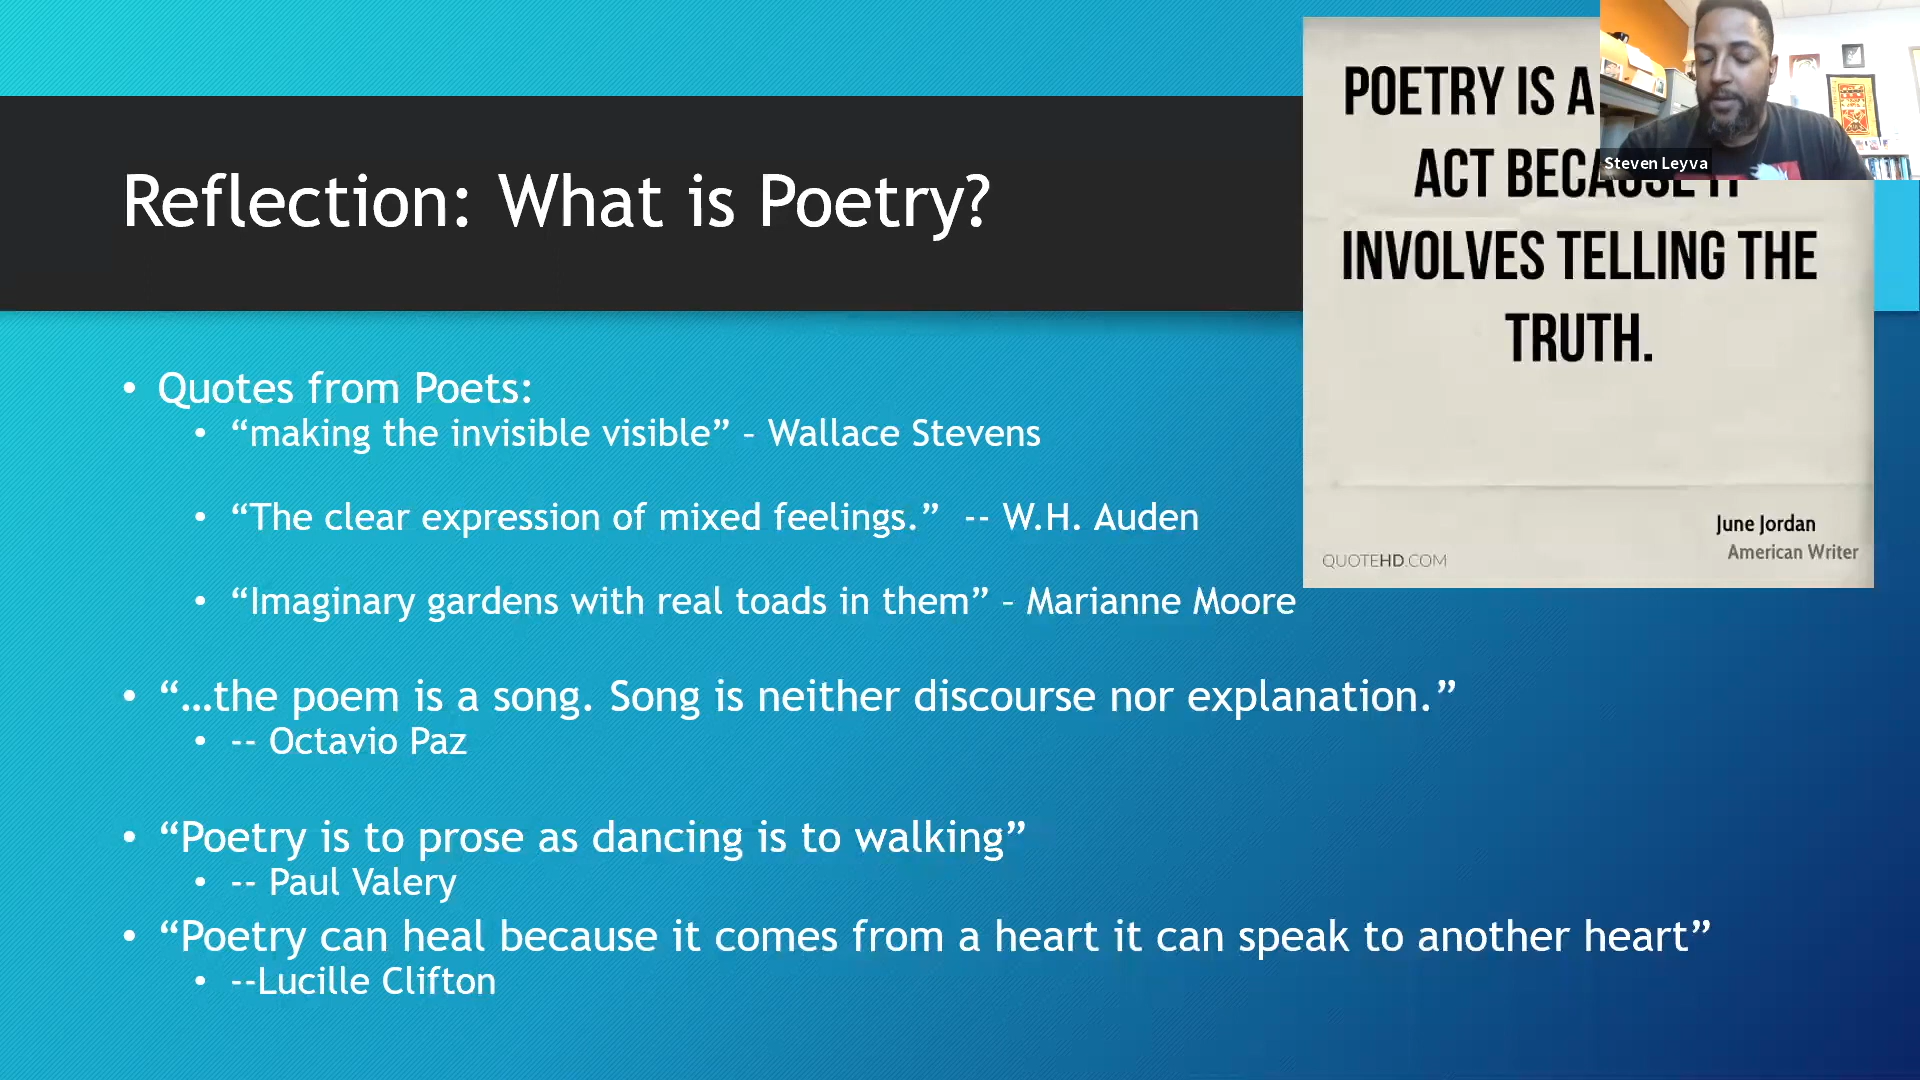 Reflection: What is Poetry?
• Quotes from Poets:
• “making the invisible visible” – Wallace Stevens
• “The clear expression of mixed feelings.”  -- W.H. Auden
• “Imaginary gardens with real toads in them” – Marianne Moore
• “…the poem is a song. Song is neither discourse nor explanation.”
• -- Octavio Paz
• “Poetry is to prose as dancing is to walking”
• -- Paul Valery
• “Poetry can heal because it comes from a heart it can speak to another heart”
• --Lucille Clifton
POETRY IS A
ACT BECAUSE IT
INVOLVES TELLING THE
TRUTH.
June Jordan
American Writer
QUOTEHD.COM
Steven Leyva